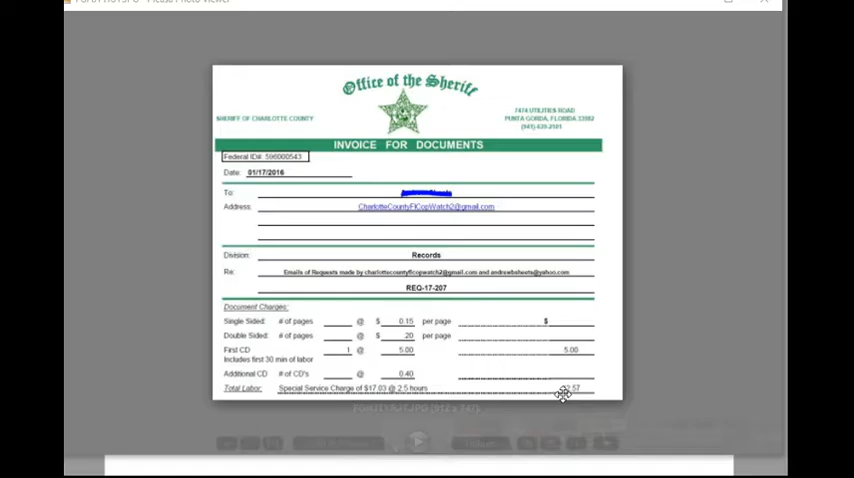 Office of the Sheriff
SHERIFF OF CHARLOTTE COUNTY
7474 UTILITIES ROAD
PUNTA GORDA, FLORIDA 33982
(941) 639-2101
INVOICE FOR DOCUMENTS
Federal ID#: 596000543
Date: 01/17/2016
To:
Address: CharlotteCountyFlCopWatch2@gmail.com
Division: Records
Re: Emails of Requests made by charlottecountyflcopwatch2@gmail.com and andrewbsheets@yahoo.com
REQ-17-207
Document Charges:
Single Sided: # of pages @ $ 0.15 per page $
Double Sided: # of pages @ $ .20 per page
First CD 1 @ 5.00 5.00
Includes first 30 min of labor
Additional CD # of CD's @ 0.40
Total Labor: Special Service Charge of $17.03 @ 2.5 hours